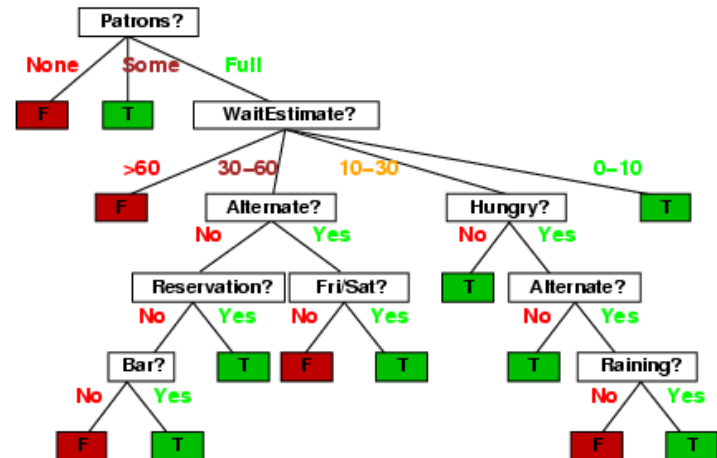 Patrons?
None Some Full
F T WaitEstimate?
>60 30–60 10–30 0–10
F Alternate? Hungry? T
No Yes No Yes
Reservation? Fri/Sat? T Alternate?
No Yes No Yes No Yes
Bar? T F T T Raining?
No Yes No Yes
F T F T